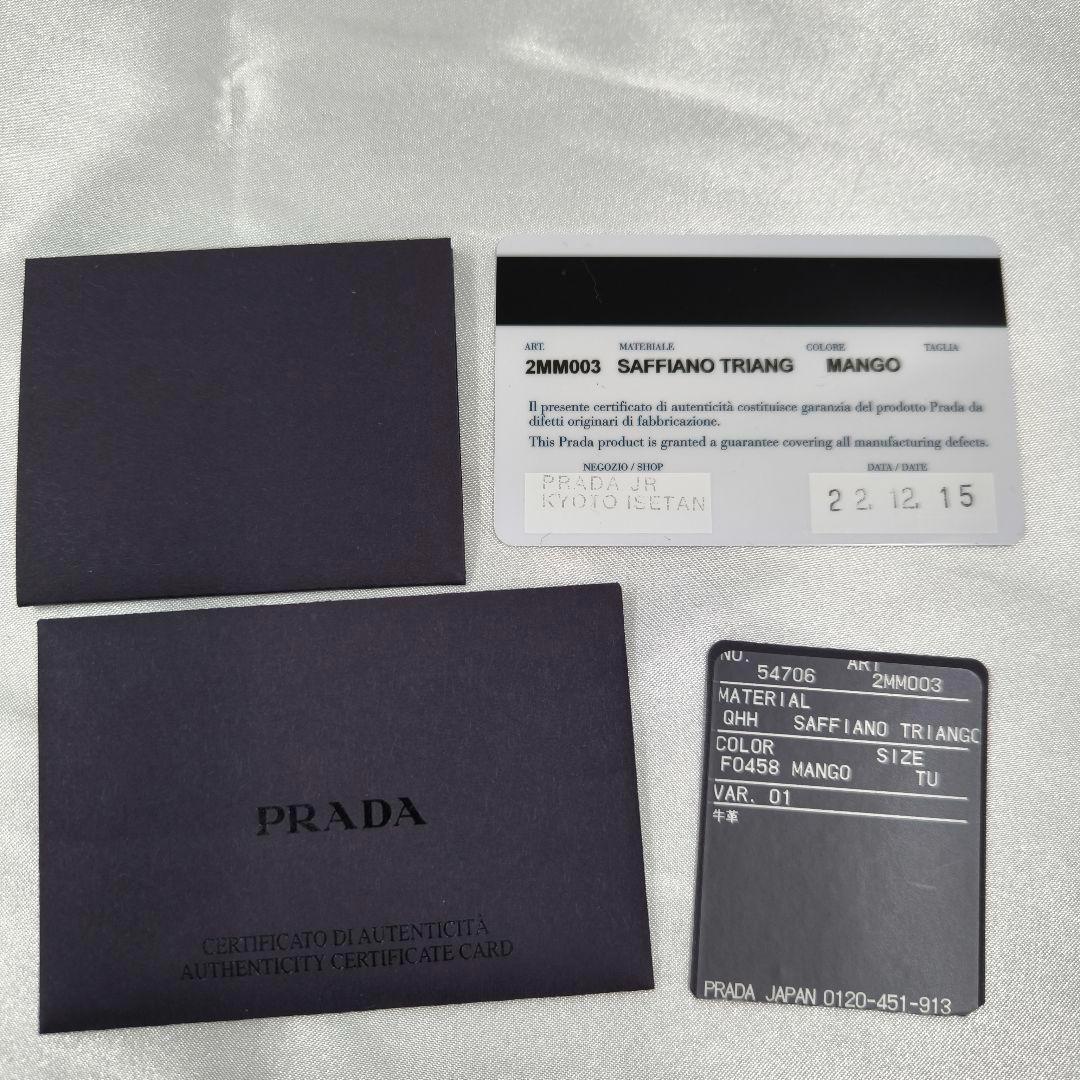 ART. MATERIALE COLORE TAGLIA
2MM003 SAFFIANO TRIANG MANGO
Il presente certificato di autenticità costituisce garanzia del prodotto Prada da
difetti originari di fabbricazione.
This Prada product is granted a guarantee covering all manufacturing defects.
NEGOZIO / SHOP DATA / DATE
PRADA JR
KYOTO ISETAN
22. 12. 15
PRADA
CERTIFICATO DI AUTENTICITÀ
AUTHENTICITY CERTIFICATE CARD
NO. ART
54706 2MM003
MATERIAL
QHH SAFFIANO TRIANGO
COLOR SIZE
F0458 MANGO TU
VAR. 01
牛革
PRADA JAPAN 0120-451-913